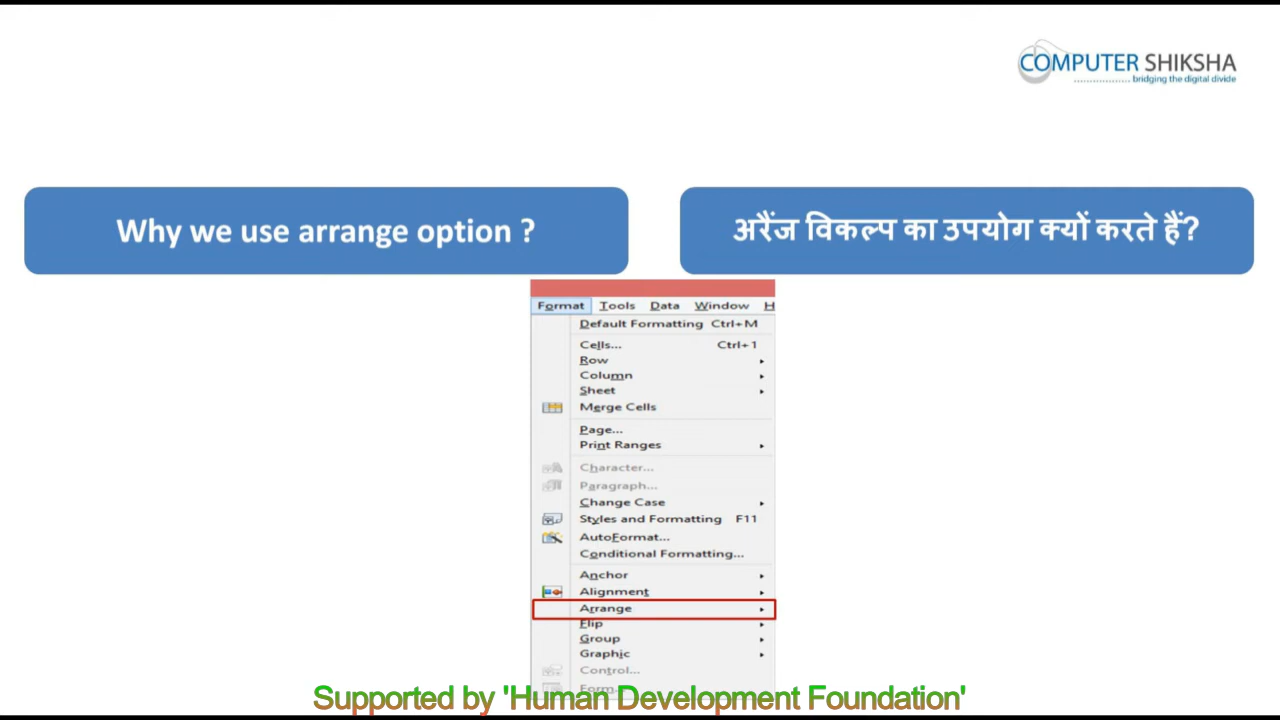 COMPUTER SHIKSHA
bridging the digital divide
Why we use arrange option ?
अरैंज विकल्प का उपयोग क्यों करते हैं?
Format Tools Data Window H
Default Formatting Ctrl+M
Cells... Ctrl+1
Row
Column
Sheet
Merge Cells
Page...
Print Ranges
Character...
Paragraph...
Change Case
Styles and Formatting F11
AutoFormat...
Conditional Formatting...
Anchor
Alignment
Arrange
Flip
Group
Graphic
Control...
Form...
Supported by 'Human Development Foundation'